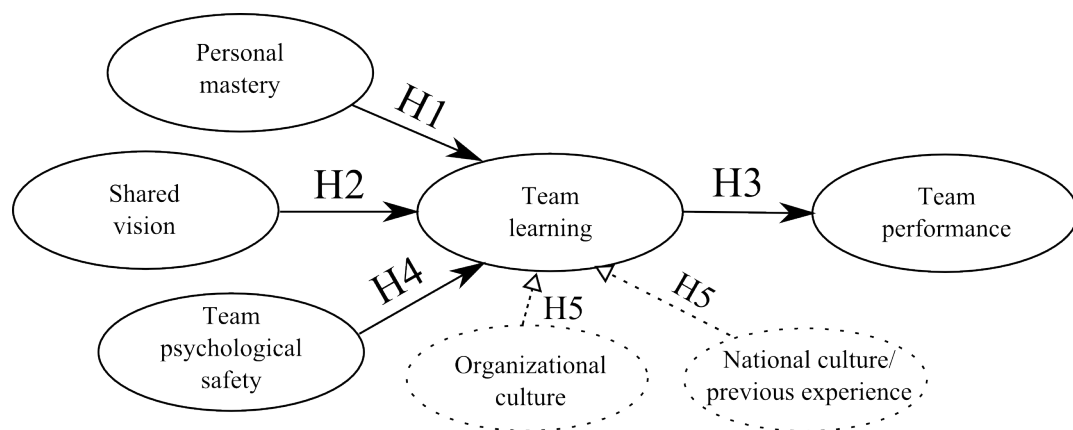 Personal
mastery
H1
Shared
vision
H2
Team
learning
H3
Team
performance
Team
psychological
safety
H4
H5
Organizational
culture
H5
National culture/
previous experience